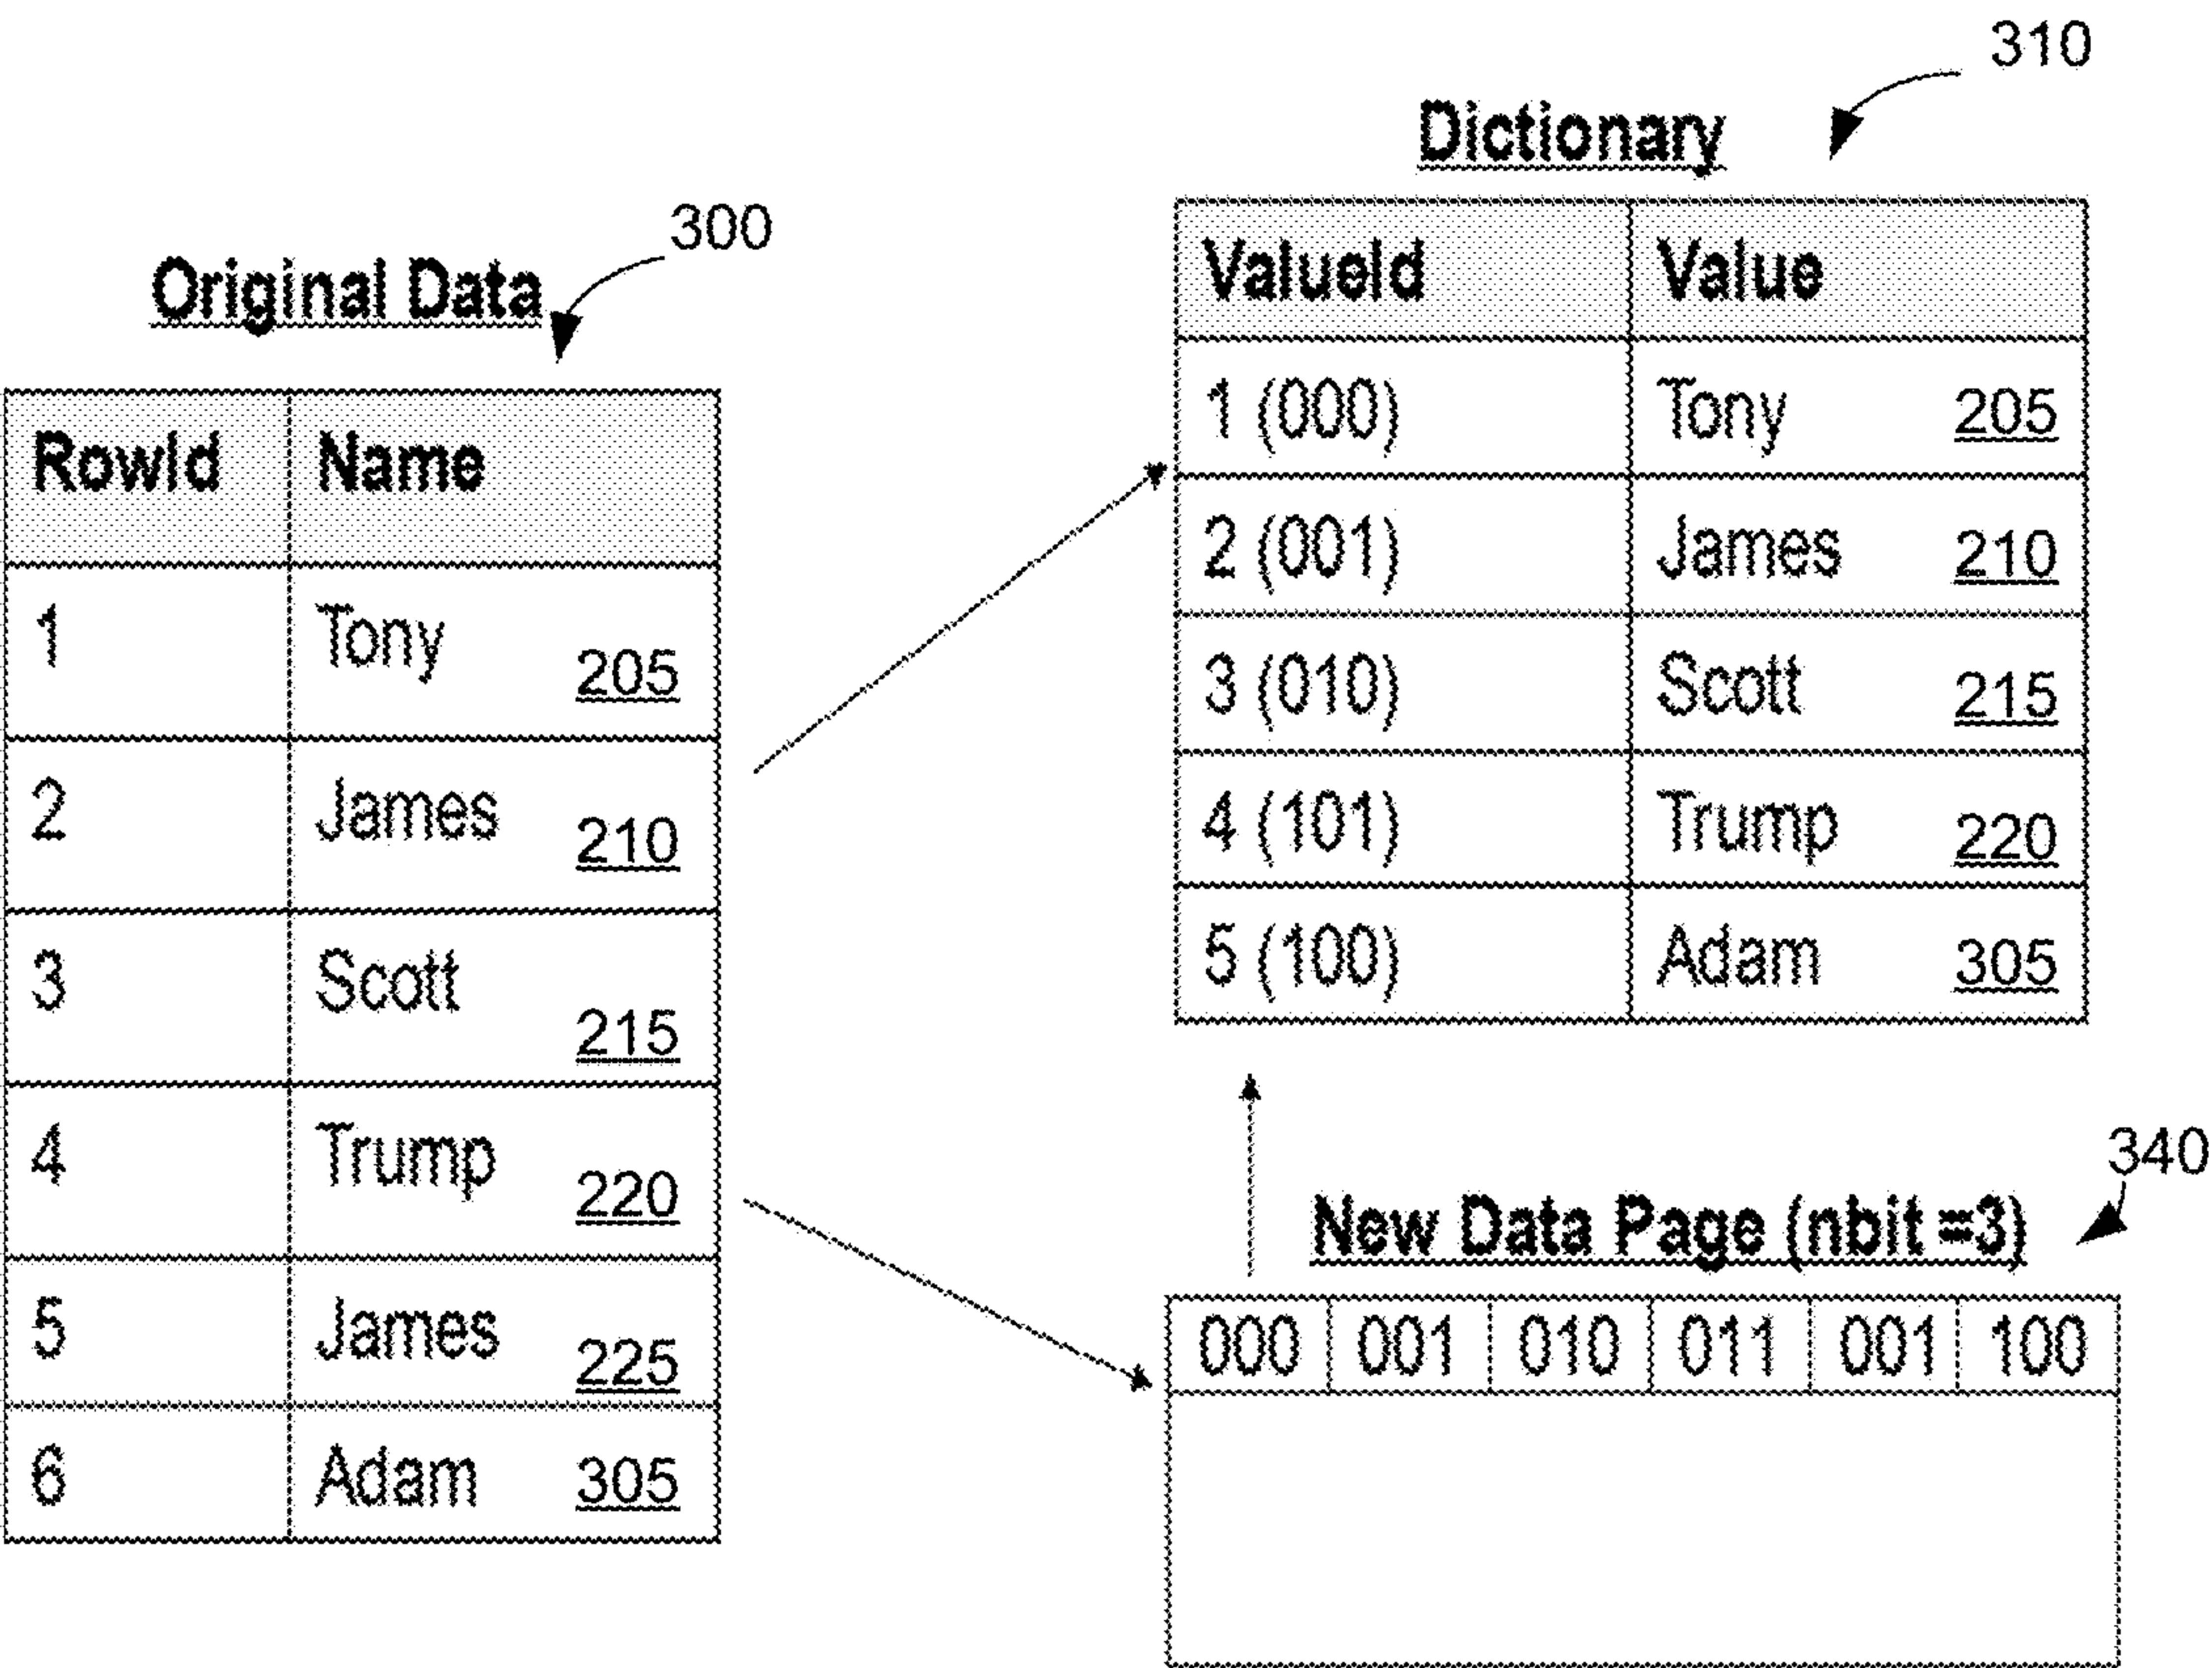 310
Dictionary
300
Original Data
ValueId Value
1 (000) Tony 205
2 (001) James 210
3 (010) Scott 215
4 (101) Trump 220
5 (100) Adam 305
RowId Name
1 Tony 205
2 James 210
3 Scott 215
4 Trump 220
5 James 225
6 Adam 305
340
New Data Page (nbit =3)
000 001 010 011 001 100